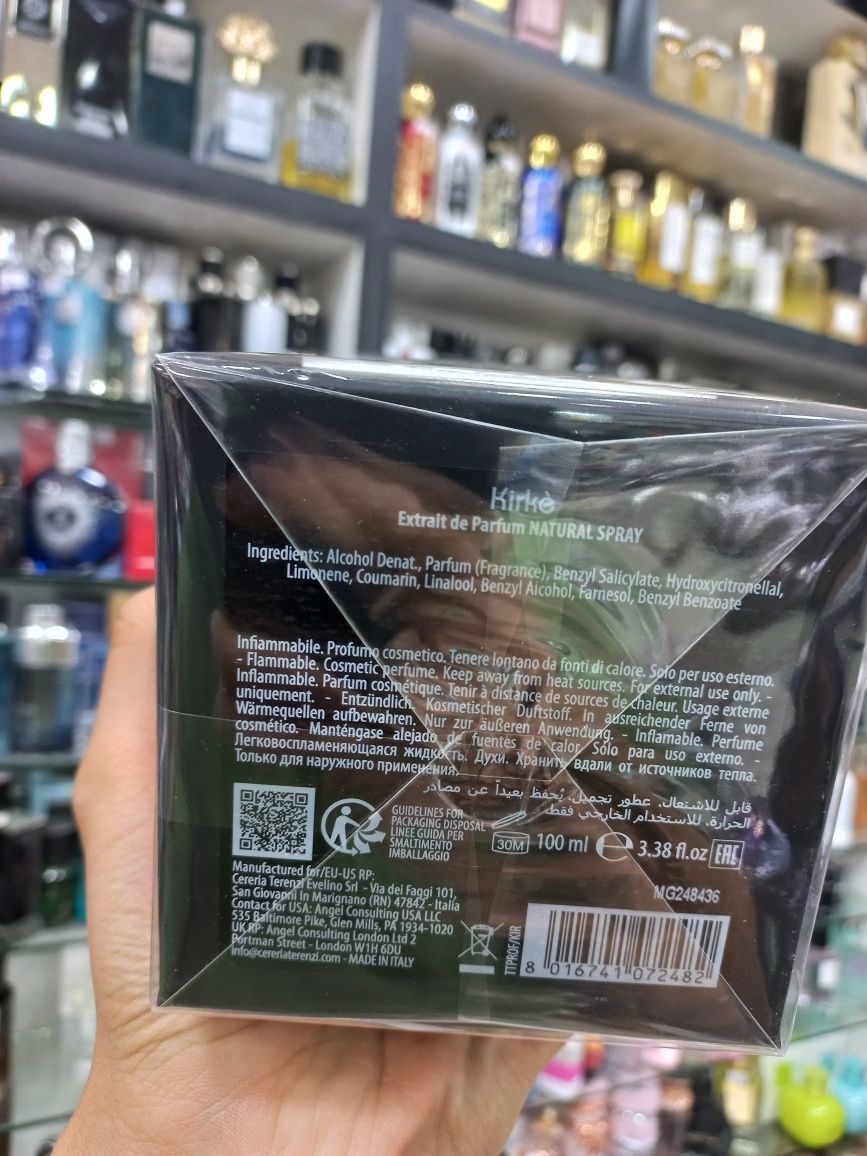 Kirkè
Extrait de Parfum NATURAL SPRAY
Ingredients: Alcohol Denat., Parfum (Fragrance), Benzyl Salicylate, Hydroxycitronellal,
Limonene, Coumarin, Linalool, Benzyl Alcohol, Farnesol, Benzyl Benzoate
Infiammabile. Profumo cosmetico. Tenere lontano da fonti di calore. Solo per uso esterno.
- Flammable. Cosmetic perfume. Keep away from heat sources. For external use only. -
Inflammable. Parfum cosmétique. Tenir à distance de sources de chaleur. Usage externe
uniquement. - Entzündlich. Kosmetischer Duftstoff. In ausreichender Ferne von
Wärmequellen aufbewahren. Nur zur äußeren Anwendung. - Inflamable. Perfume
cosmético. Manténgase alejado de fuentes de calor. Sólo para uso externo. -
Легковоспламеняющаяся жидкость. Духи. Хранить вдали от источников тепла.
Только для наружного применения.
قابل للاشتعال. عطور تجميل. يُحفظ بعيداً عن مصادر
الحرارة. للاستخدام الخارجي فقط.
GUIDELINES FOR
PACKAGING DISPOSAL
LINEE GUIDA PER
SMALTIMENTO
IMBALLAGGIO
30M 100 ml e 3.38 fl.oz EAC
Manufactured for/EU-US RP:
Cereria Terenzi Evelino Srl - Via dei Faggi 101,
San Giovanni In Marignano (RN) 47842 - Italia
Contact for USA: Angel Consulting USA LLC
535 Baltimore Pike, Glen Mills, PA 1934-1020
UK RP: Angel Consulting London Ltd 2
Portman Street - London W1H 6DU
info@cereriaterenzi.com - MADE IN ITALY
TTPROF/KIR
MG248436
8 016741 072482